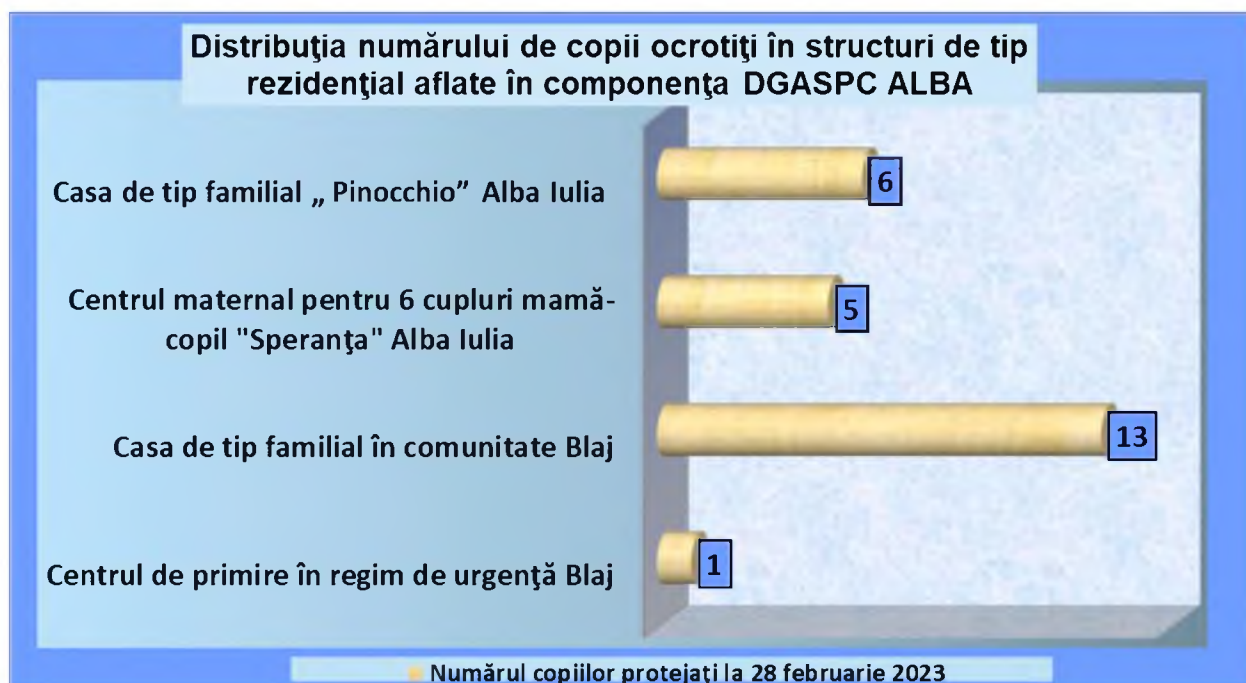 Distribuţia numărului de copii ocrotiţi în structuri de tip
rezidenţial aflate în componenţa DGASPC ALBA
Casa de tip familial „ Pinocchio” Alba Iulia
6
Centrul maternal pentru 6 cupluri mamă-
copil "Speranţa" Alba Iulia
5
Casa de tip familial în comunitate Blaj
13
Centrul de primire în regim de urgenţă Blaj
1
Numărul copiilor protejaţi la 28 februarie 2023